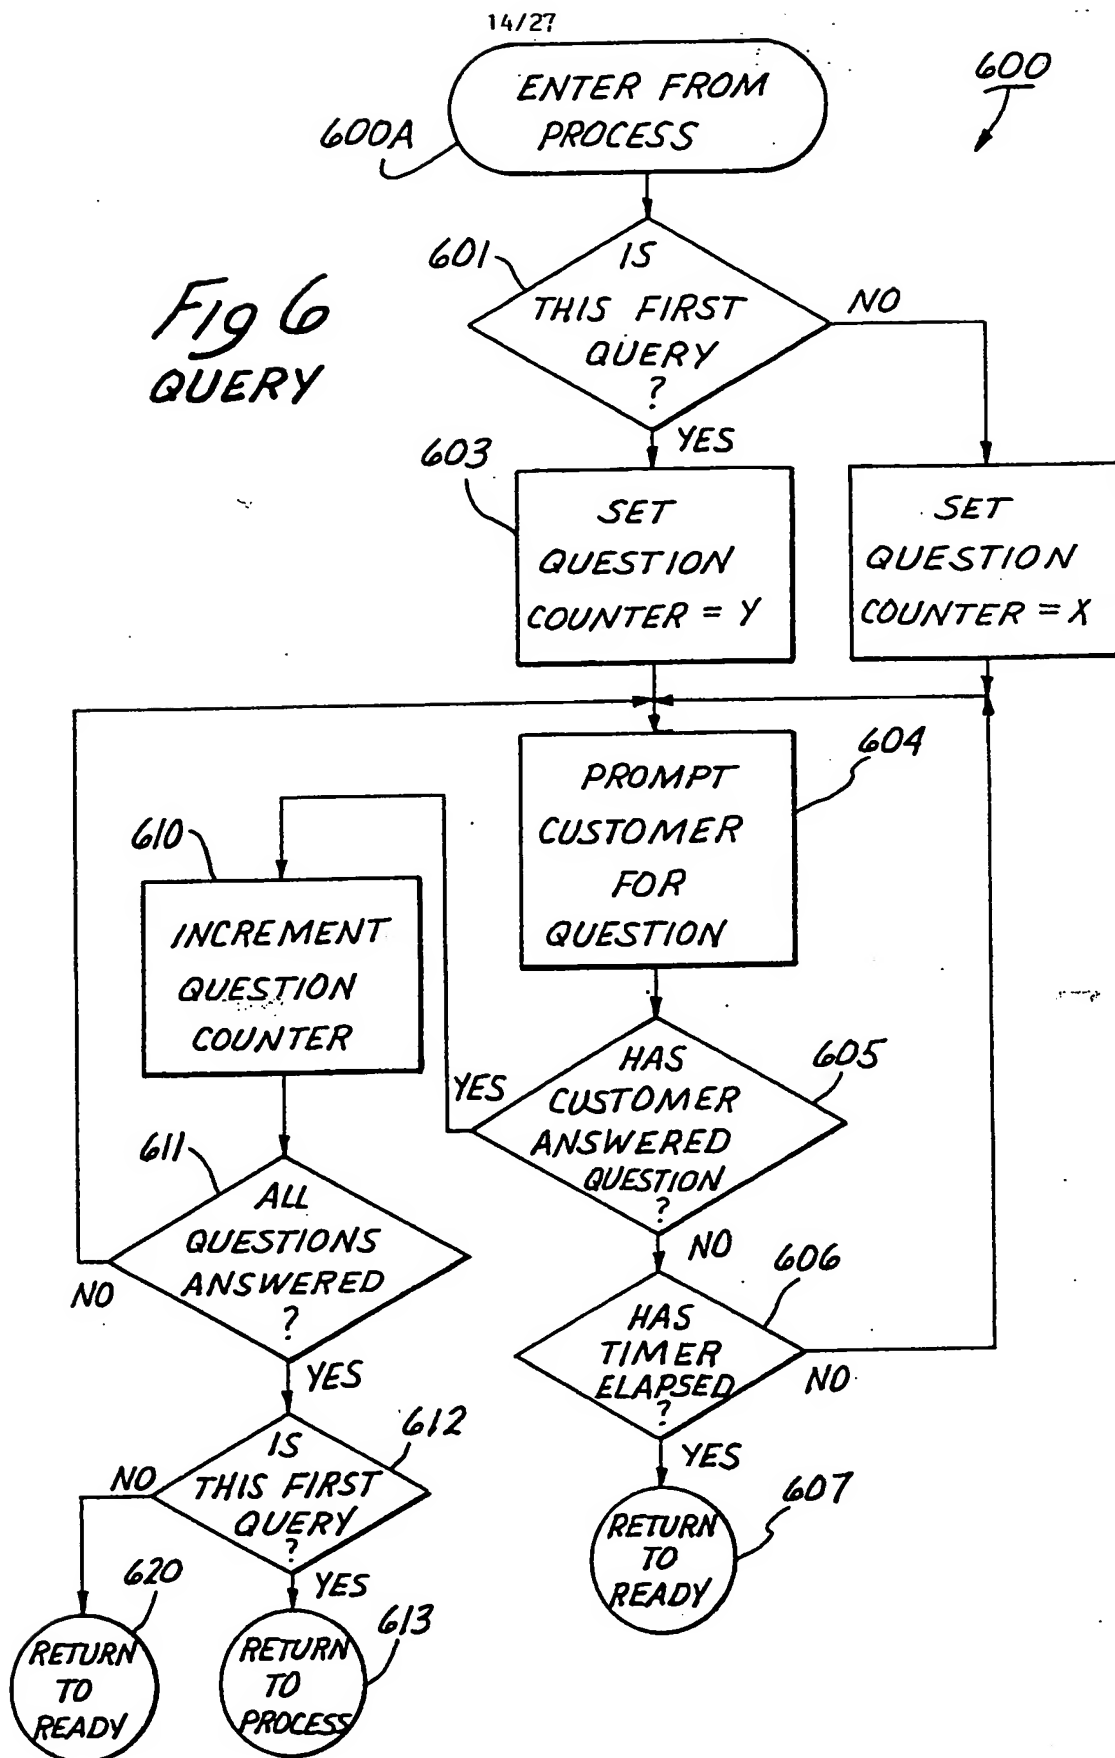 14/27
600
ENTER FROM
PROCESS
600A
601
IS
THIS FIRST
QUERY
?
NO
YES
Fig 6
QUERY
603
SET
QUESTION
COUNTER = Y
SET
QUESTION
COUNTER = X
604
PROMPT
CUSTOMER
FOR
QUESTION
610
INCREMENT
QUESTION
COUNTER
605
HAS
CUSTOMER
ANSWERED
QUESTION
?
YES
NO
611
ALL
QUESTIONS
ANSWERED
?
NO
YES
606
HAS
TIMER
ELAPSED
?
NO
YES
612
IS
THIS FIRST
QUERY
?
NO
YES
607
RETURN
TO
READY
620
RETURN
TO
READY
613
RETURN
TO
PROCESS